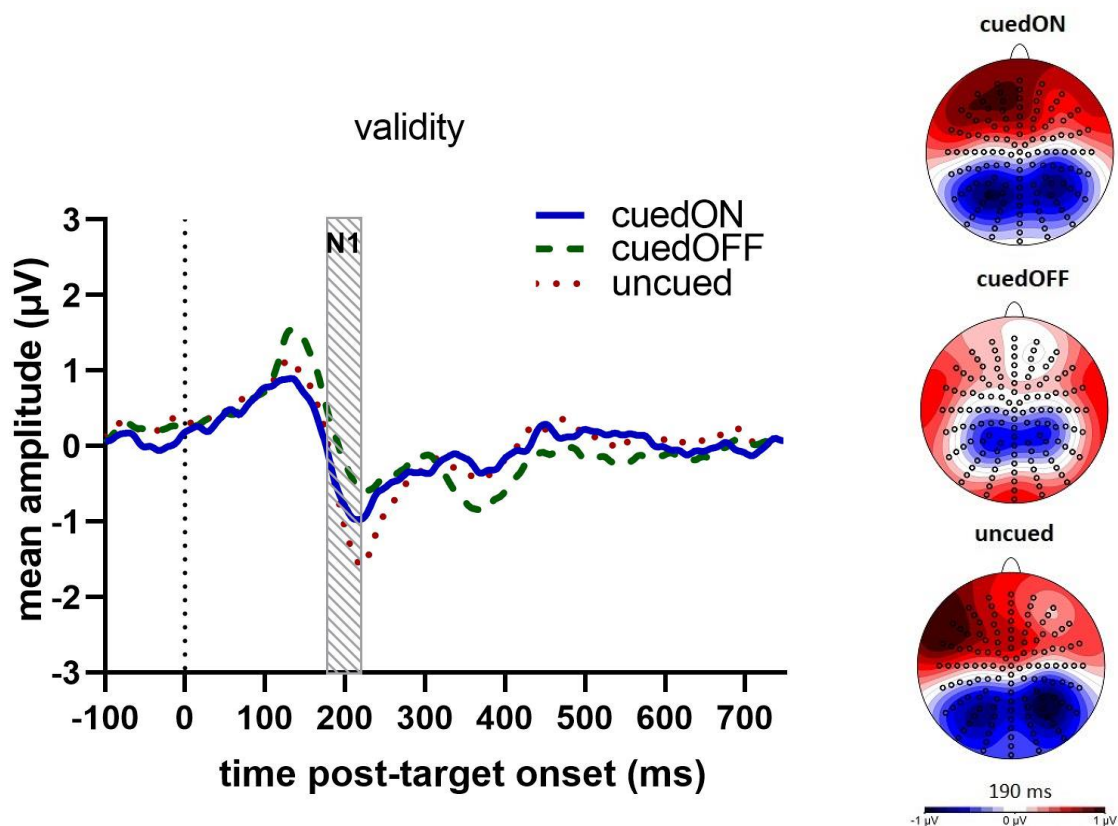 validity
cuedON
cuedOFF
uncued
N1
3
2
1
0
-1
-2
-3
mean amplitude (µV)
-100 0 100 200 300 400 500 600 700
time post-target onset (ms)
cuedON
cuedOFF
uncued
190 ms
-1 µV 0 µV 1 µV